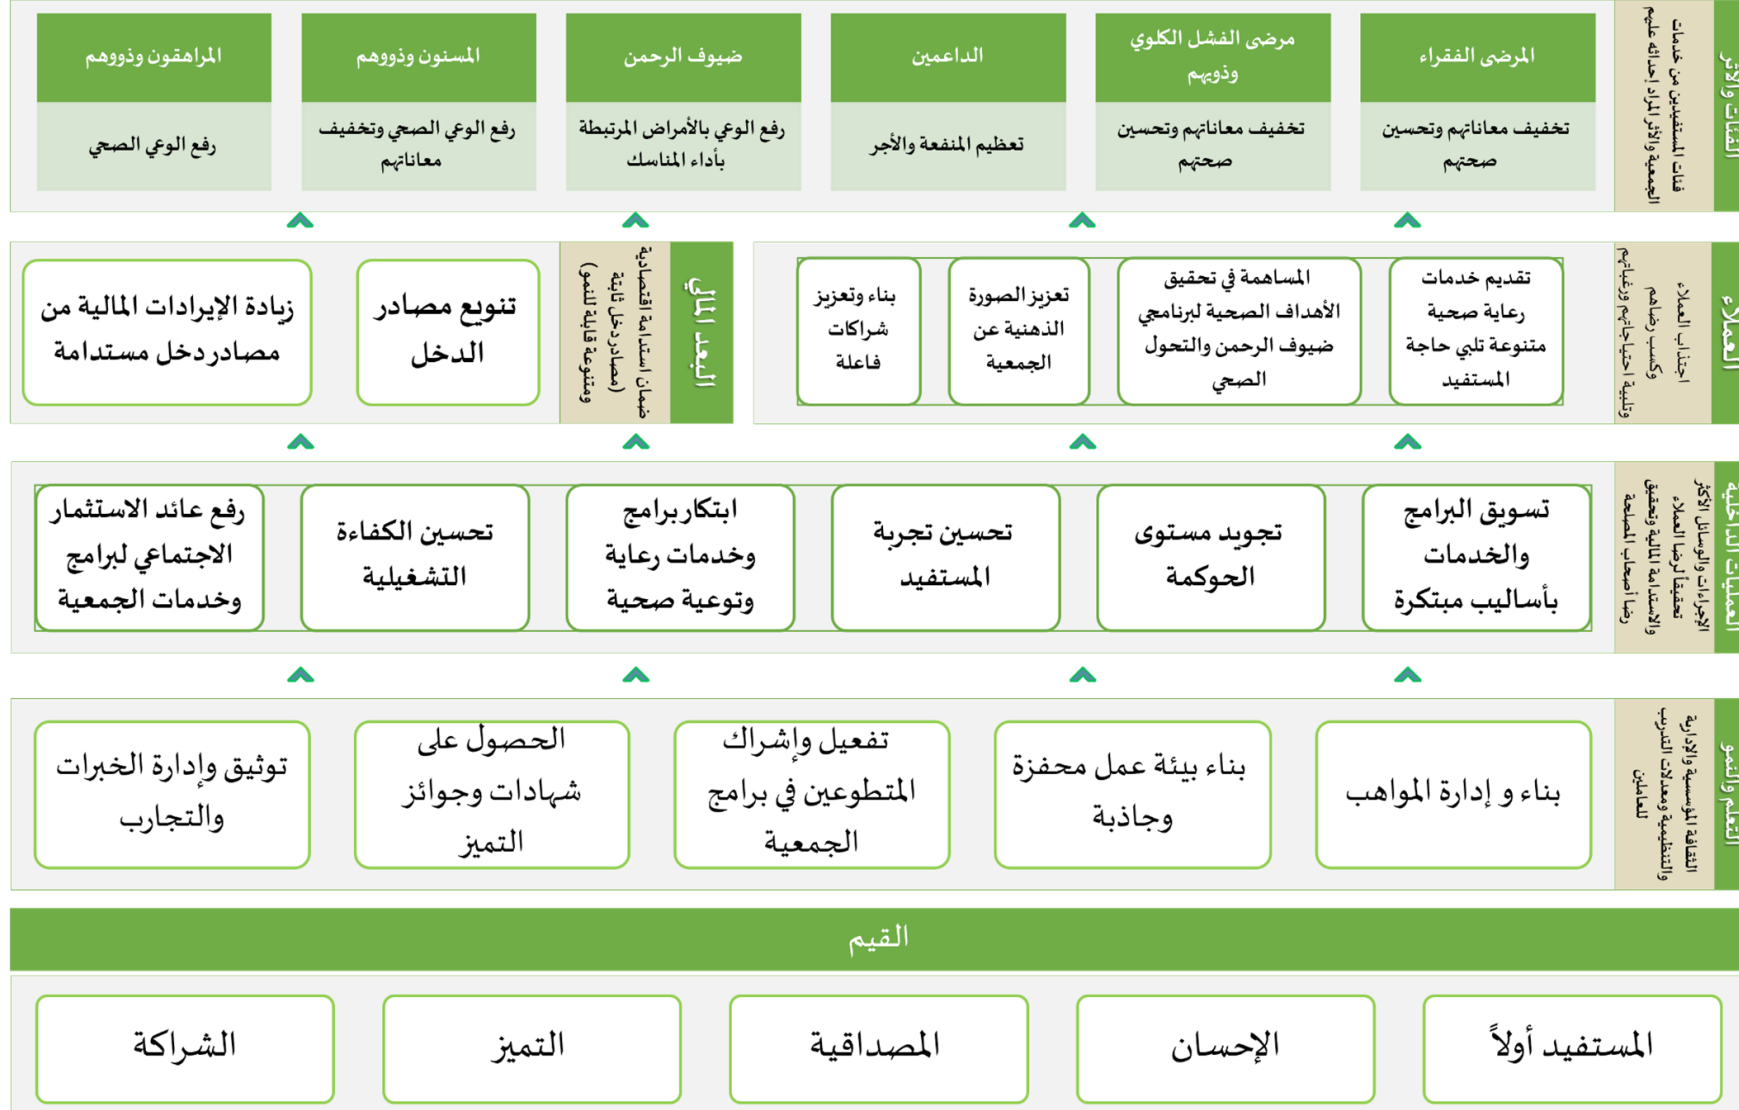 الفئات والأثر
فئات المستفيدين من خدمات
الجمعية والأثر المراد إحداثه عليهم
المرضى الفقراء
تخفيف معاناتهم وتحسين
صحتهم
مرضى الفشل الكلوي
وذويهم
تخفيف معاناتهم وتحسين
صحتهم
الداعمين
تعظيم المنفعة والأجر
ضيوف الرحمن
رفع الوعي بالأمراض المرتبطة
بأداء المناسك
المسنون وذووهم
رفع الوعي الصحي وتخفيف
معاناتهم
المراهقون وذووهم
رفع الوعي الصحي
العملاء
اجتذاب العملاء
وكسب رضاهم
وتلبية احتياجاتهم ورغباتهم
تقديم خدمات
رعاية صحية
متنوعة تلبي حاجة
المستفيد
المساهمة في تحقيق
الأهداف الصحية لبرنامجي
ضيوف الرحمن والتحول
الصحي
تعزيز الصورة
الذهنية عن
الجمعية
بناء وتعزيز
شراكات
فاعلة
البعد المالي
ضمان استدامة اقتصادية
(مصادر دخل ثابتة
ومتنوعة قابلة للنمو)
تنويع مصادر
الدخل
زيادة الإيرادات المالية من
مصادر دخل مستدامة
العمليات الداخلية
الإجراءات والوسائل الأكثر
تحقيقاً لرضا العملاء
والاستدامة المالية وتحقيق
رضا أصحاب المصلحة
تسويق البرامج
والخدمات
بأساليب مبتكرة
تجويد مستوى
الحوكمة
تحسين تجربة
المستفيد
ابتكار برامج
وخدمات رعاية
وتوعية صحية
تحسين الكفاءة
التشغيلية
رفع عائد الاستثمار
الاجتماعي لبرامج
وخدمات الجمعية
التعلم والنمو
الثقافة المؤسسية والإدارية
والتنظيمية ومعدلات التدريب
للعاملين
بناء و إدارة المواهب
بناء بيئة عمل محفزة
وجاذبة
تفعيل وإشراك
المتطوعين في برامج
الجمعية
الحصول على
شهادات وجوائز
التميز
توثيق وإدارة الخبرات
والتجارب
القيم
المستفيد أولاً
الإحسان
المصداقية
التميز
الشراكة